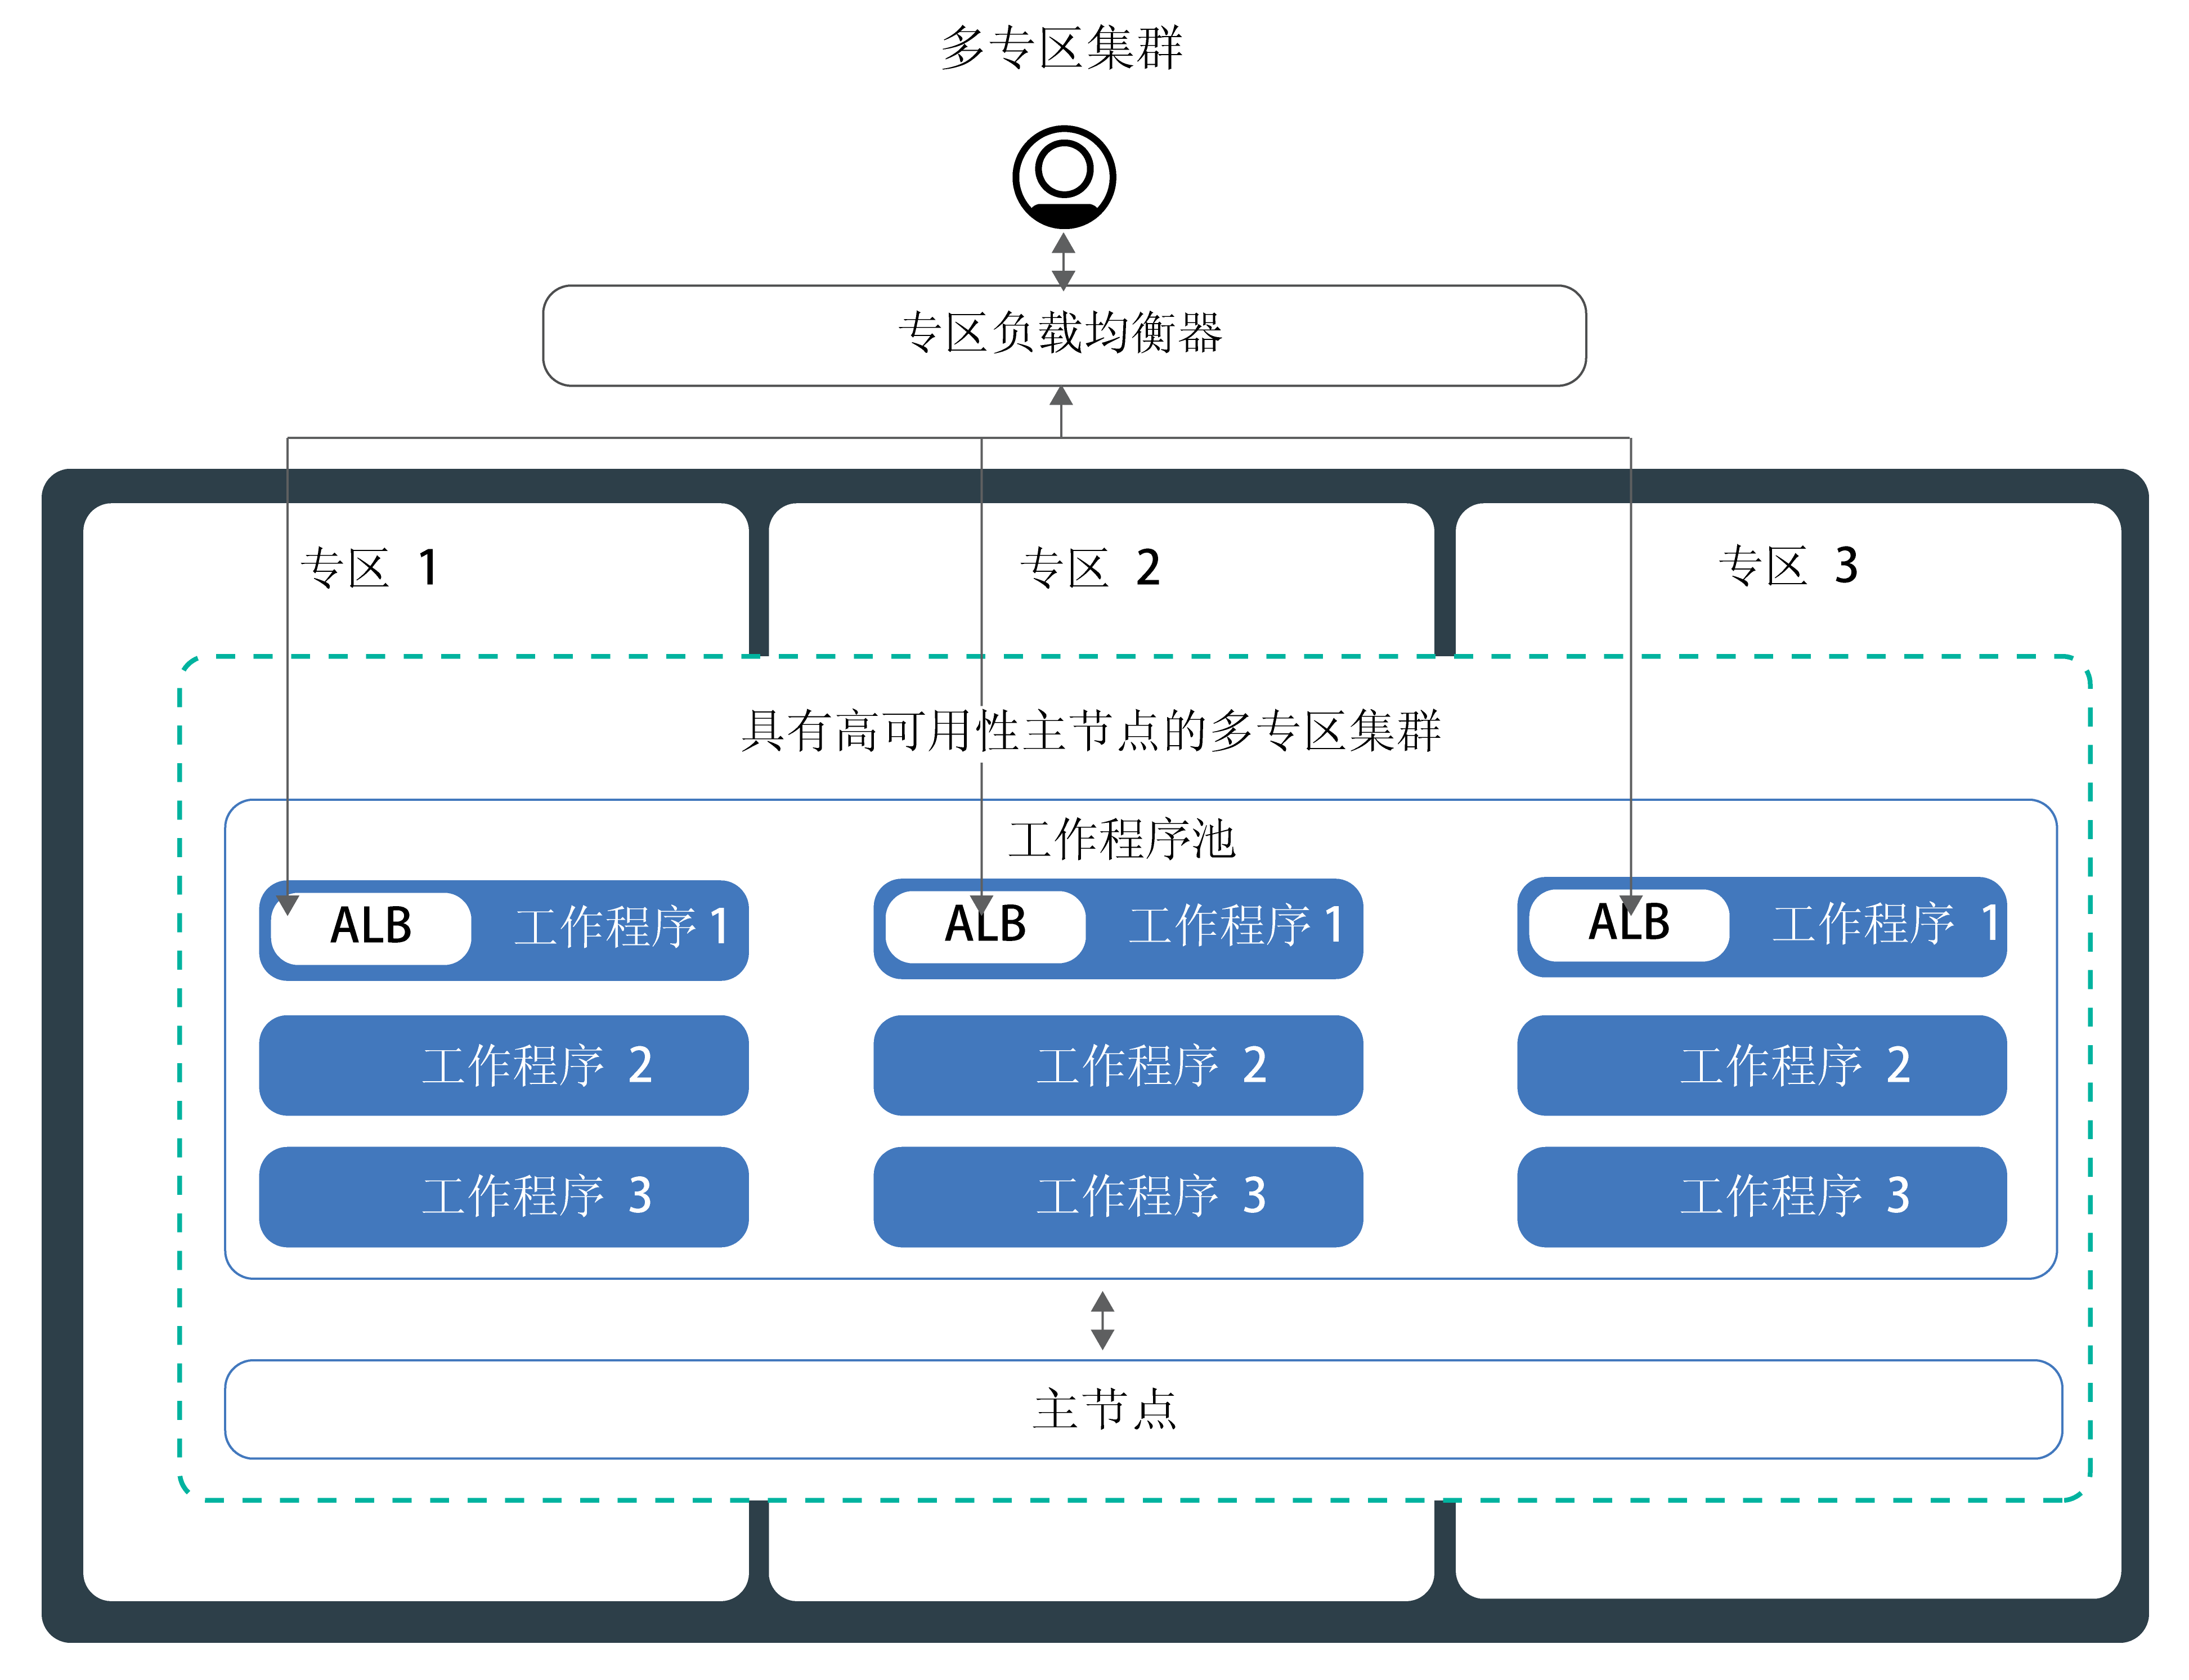 多专区集群
专区负载均衡器
专区 1
专区 2
专区 3
具有高可用性主节点的多专区集群
工作程序池
ALB 工作程序 1
ALB 工作程序 1
ALB 工作程序 1
工作程序 2
工作程序 2
工作程序 2
工作程序 3
工作程序 3
工作程序 3
主节点